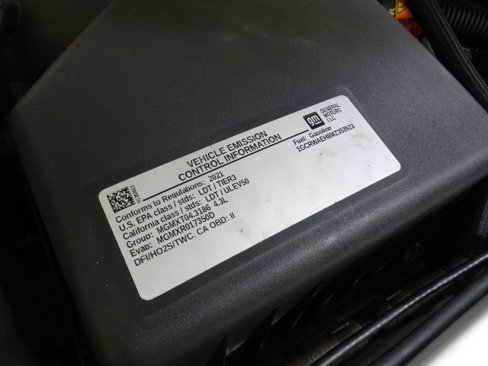 VEHICLE EMISSION
CONTROL INFORMATION
gm GENERAL
MOTORS
LLC
Fuel: Gasoline
Conforms to Regulations: 2021
U.S. EPA class / stds: LDT / TIER3
California class / stds: LDT / ULEV50
Group: MGMXT04.3186 4.3L
Evap: MGMXR017350D
DFI/HO2S/TWC, CA OBD: II